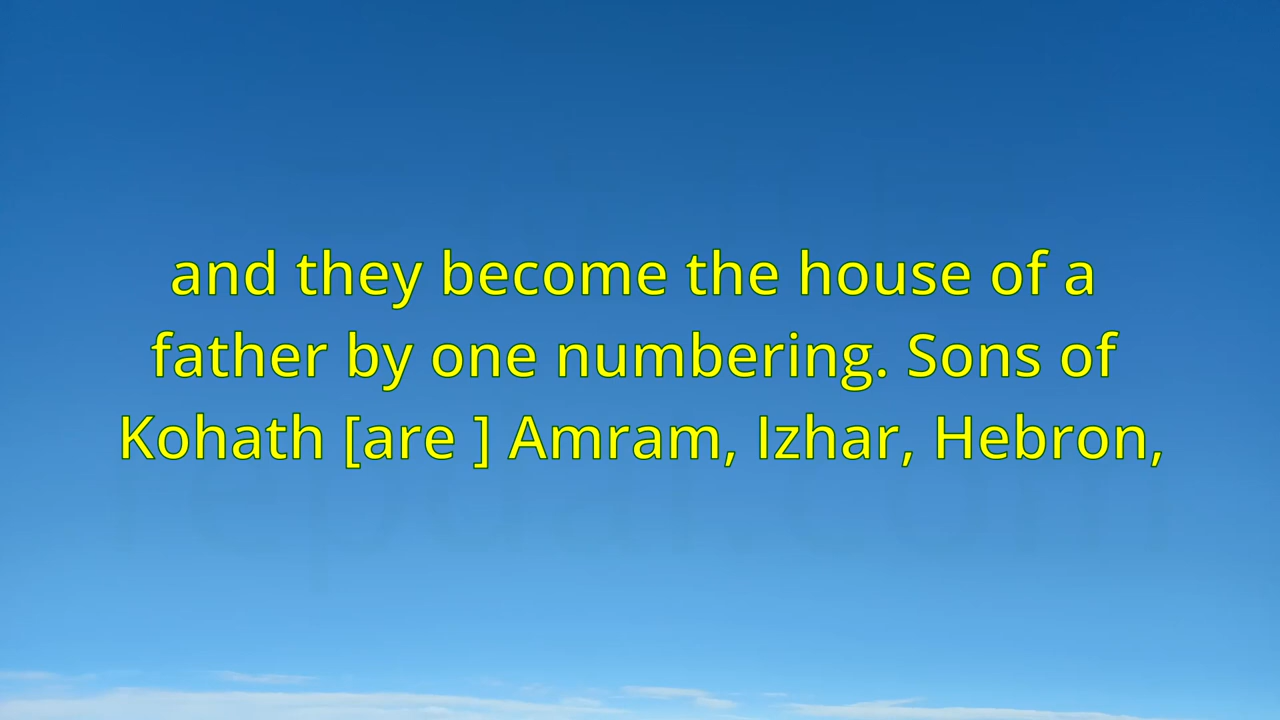 and they become the house of a
father by one numbering. Sons of
Kohath [are ] Amram, Izhar, Hebron,